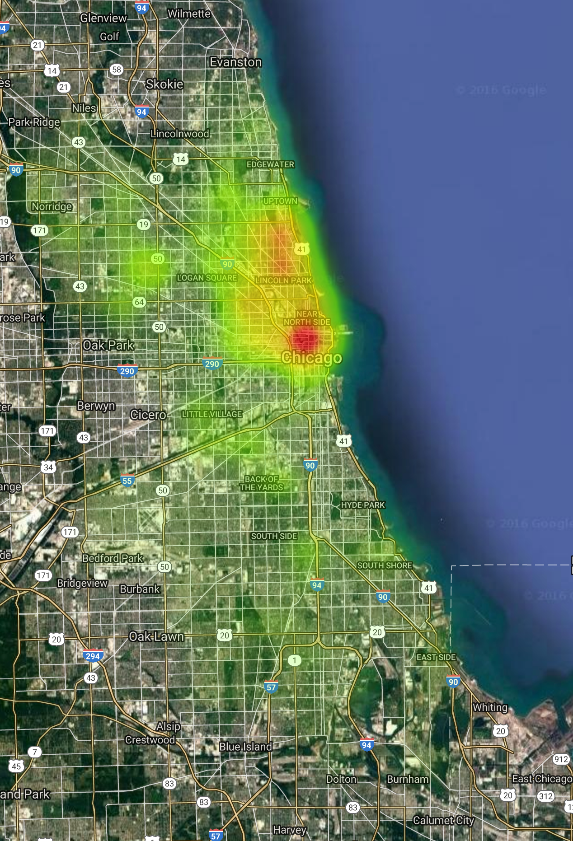 94
Glenview
Wilmette
94
Golf
21
58
Evanston
14
21
Skokie
© 2016 Google
Niles
94
Park Ridge
Lincolnwood
43
14
90
EDGEWATER
50
Norridge
UPTOWN
19
19
171
41
90
50
LOGAN SQUARE
LINCOLN PARK
43
64
NEAR
NORTH SIDE
rose Park
50
Oak Park
Chicago
290
290
Berwyn
Cicero
LITTLE VILLAGE
171
43
41
34
90
55
BACK OF
THE YARDS
50
HYDE PARK
© 2016 Google
171
SOUTH SIDE
Bedford Park
50
SOUTH SHORE
171
Bridgeview
Burbank
94
90
41
20
Oak Lawn
20
20
294
1
EAST SIDE
43
57
90
Whiting
Alsip
20
Crestwood
Blue Island
94
7
912
45
83
Dolton
Burnham
East Chicago
and Park
83
83
20
312
57
Harvey
Calumet City